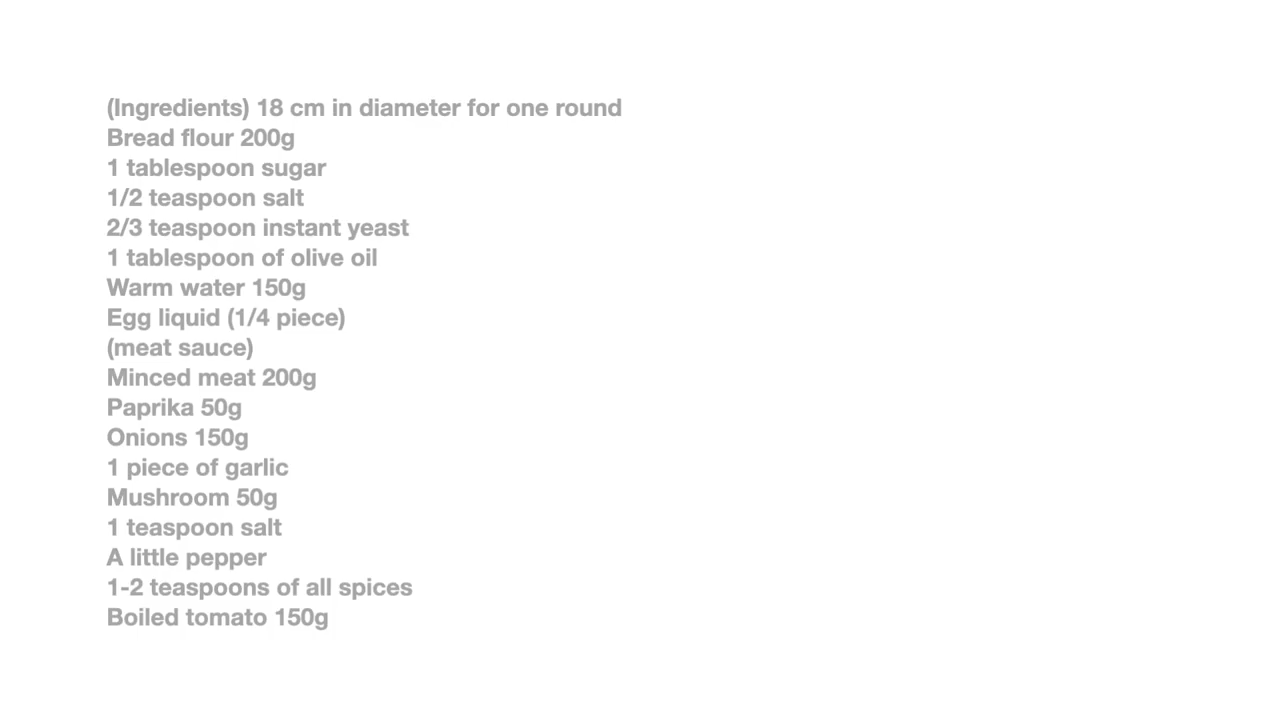 (Ingredients) 18 cm in diameter for one round
Bread flour 200g
1 tablespoon sugar
1/2 teaspoon salt
2/3 teaspoon instant yeast
1 tablespoon of olive oil
Warm water 150g
Egg liquid (1/4 piece)
(meat sauce)
Minced meat 200g
Paprika 50g
Onions 150g
1 piece of garlic
Mushroom 50g
1 teaspoon salt
A little pepper
1-2 teaspoons of all spices
Boiled tomato 150g